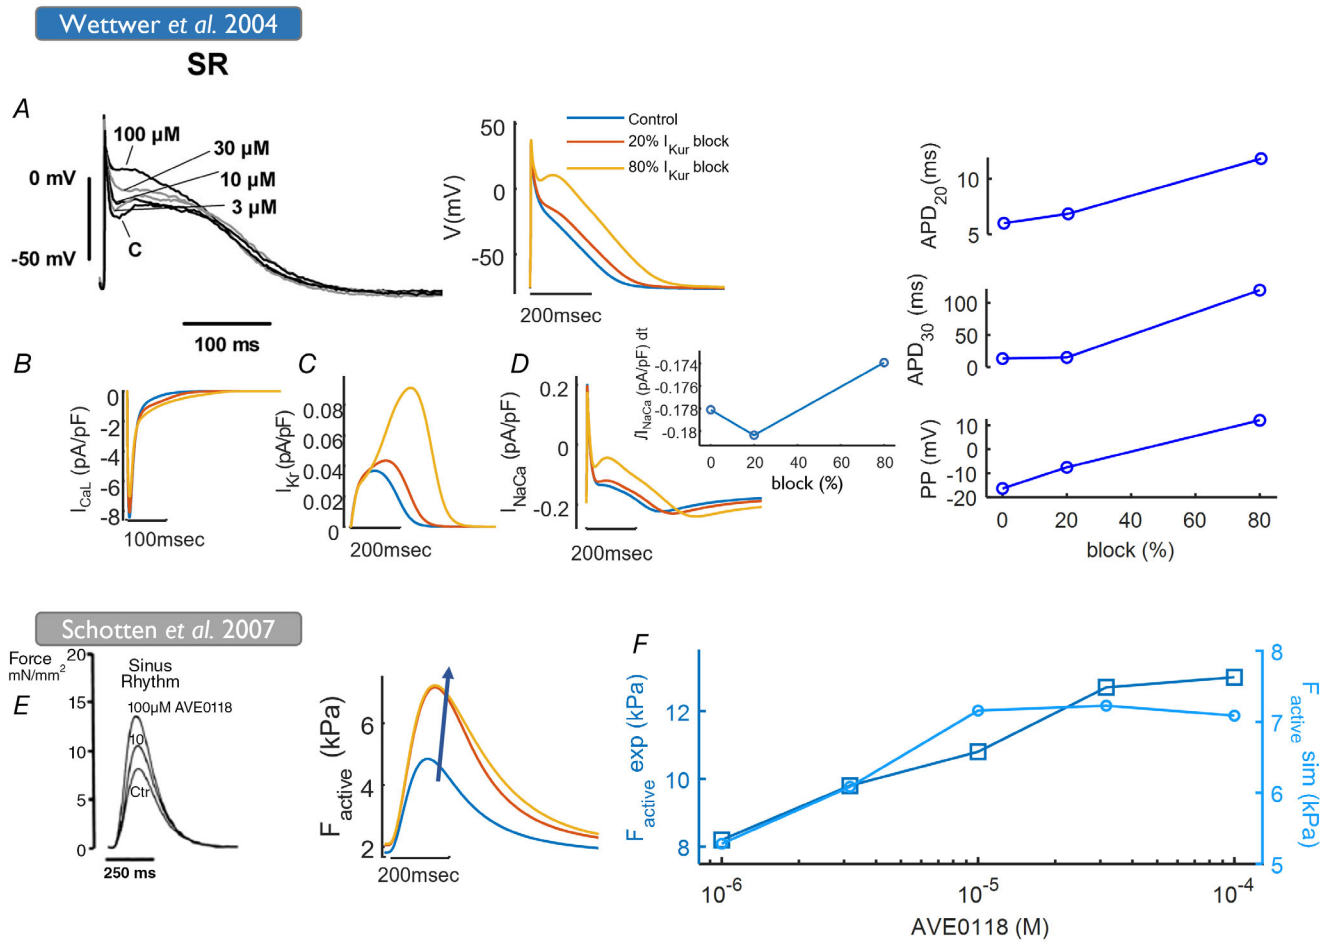 Wettwer et al. 2004
SR
A
100 µM
30 µM
10 µM
3 µM
C
0 mV
-50 mV
100 ms
50
0
-50
V(mV)
200msec
Control
20% I Kur block
80% I Kur block
10
5
APD20 (ms)
100
50
0
APD30 (ms)
10
0
-10
-20
PP (mV)
0 20 40 60 80
block (%)
B
0
-2
-4
-6
-8
ICaL (pA/pF)
100msec
C
0.08
0.06
0.04
0.02
0
IKr(pA/pF)
200msec
D
0.2
0
-0.2
INaCa (pA/pF)
200msec
-0.174
-0.176
-0.178
-0.18
∫INaCa (pA/pF) dt
0 20 40 60 80
block (%)
Schotten et al. 2007
E
Force
mN/mm2
20
15
10
5
0
Sinus
Rhythm
100µM AVE0118
10
Ctr
250 ms
6
4
2
Factive (kPa)
200msec
F
12
10
8
Factive exp (kPa)
8
7
6
5
Factive sim (kPa)
10-6 10-5 10-4
AVE0118 (M)